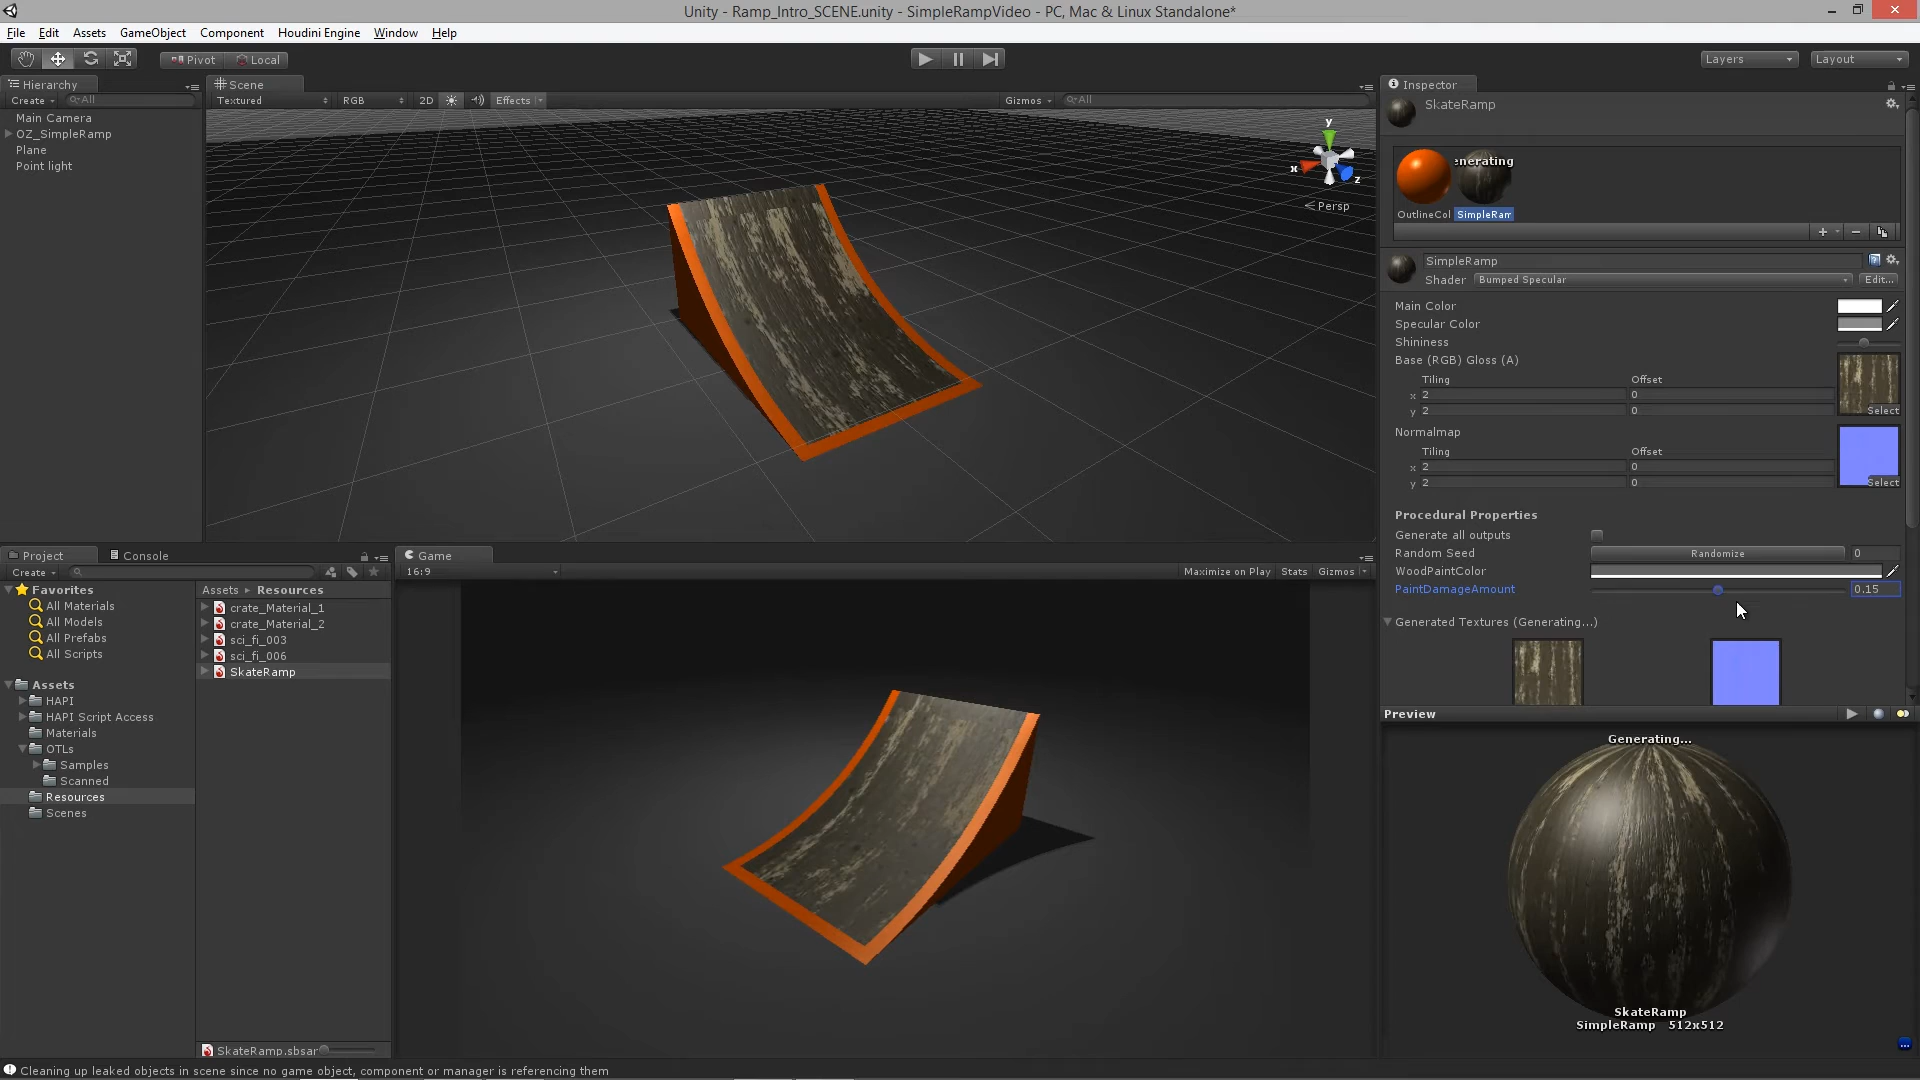 Unity - Ramp_Intro_SCENE.unity - SimpleRampVideo - PC, Mac & Linux Standalone*
File Edit Assets GameObject Component Houdini Engine Window Help
Pivot Local
Layers Layout
Hierarchy
Create All
Main Camera
OZ_SimpleRamp
Plane
Point light
Scene
Textured RGB 2D Effects Gizmos All
y
x
z
Persp
Inspector
SkateRamp
enerating
OutlineCol SimpleRam
SimpleRamp
Shader Bumped Specular Edit...
Main Color
Specular Color
Shininess
Base (RGB) Gloss (A)
Tiling Offset
x 2 0
y 2 0
Select
Normalmap
Tiling Offset
x 2 0
y 2 0
Select
Procedural Properties
Generate all outputs
Random Seed Randomize 0
WoodPaintColor
PaintDamageAmount 0.15
Generated Textures (Generating...)
Preview
Generating...
SkateRamp
SimpleRamp 512x512
Project Console
Create
Favorites
All Materials
All Models
All Prefabs
All Scripts
Assets
HAPI
HAPI Script Access
Materials
OTLs
Samples
Scanned
Resources
Scenes
Assets Resources
crate_Material_1
crate_Material_2
sci_fi_003
sci_fi_006
SkateRamp
SkateRamp.sbsar
Game
16:9 Maximize on Play Stats Gizmos
Cleaning up leaked objects in scene since no game object, component or manager is referencing them